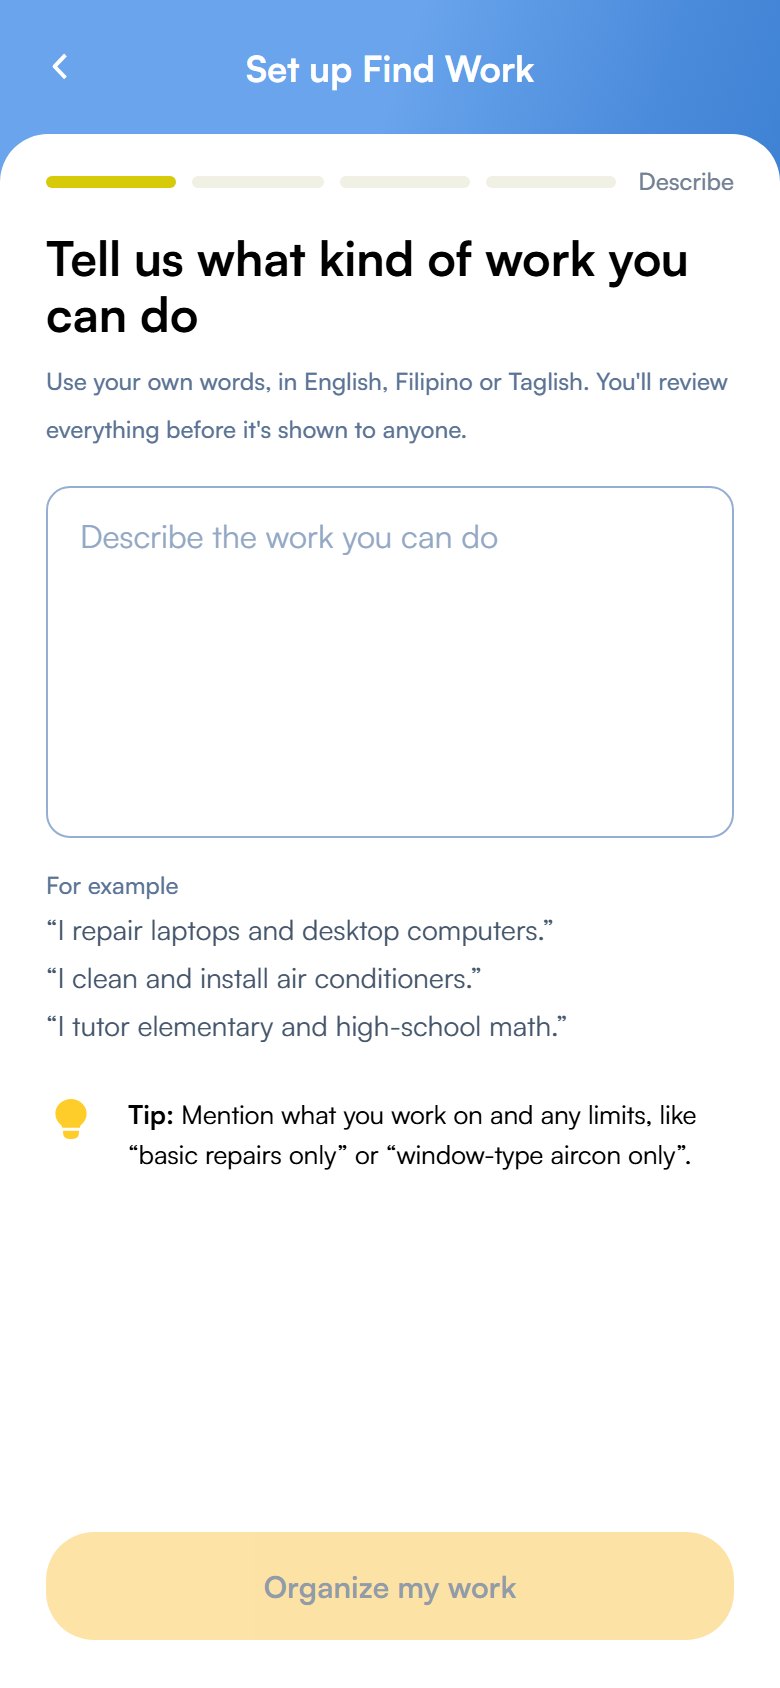 Set up Find Work
Describe
Tell us what kind of work you
can do
Use your own words, in English, Filipino or Taglish. You'll review
everything before it's shown to anyone.
Describe the work you can do
For example
“I repair laptops and desktop computers.”
“I clean and install air conditioners.”
“I tutor elementary and high-school math.”
Tip: Mention what you work on and any limits, like
“basic repairs only” or “window-type aircon only”.
Organize my work